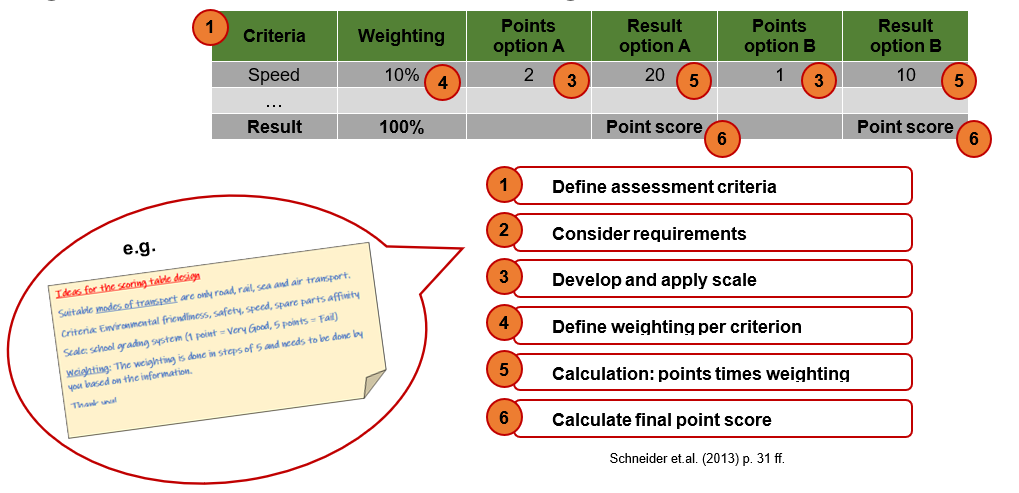 1
Criteria Weighting Points option A Result option A Points option B Result option B
Speed 10% 4 2 3 20 5 1 3 10 5
...
Result 100% Point score 6 Point score 6
1 Define assessment criteria
2 Consider requirements
3 Develop and apply scale
4 Define weighting per criterion
5 Calculation: points times weighting
6 Calculate final point score
Schneider et.al. (2013) p. 31 ff.
e.g.
Ideas for the scoring table design
Suitable modes of transport are only road, rail, sea and air transport.
Criteria: Environmental friendliness, safety, speed, spare parts affinity
Scale: school grading system (1 point = Very Good, 5 points = Fail)
Weighting: The weighting is done in steps of 5 and needs to be done by
you based on the information.
Thank you!